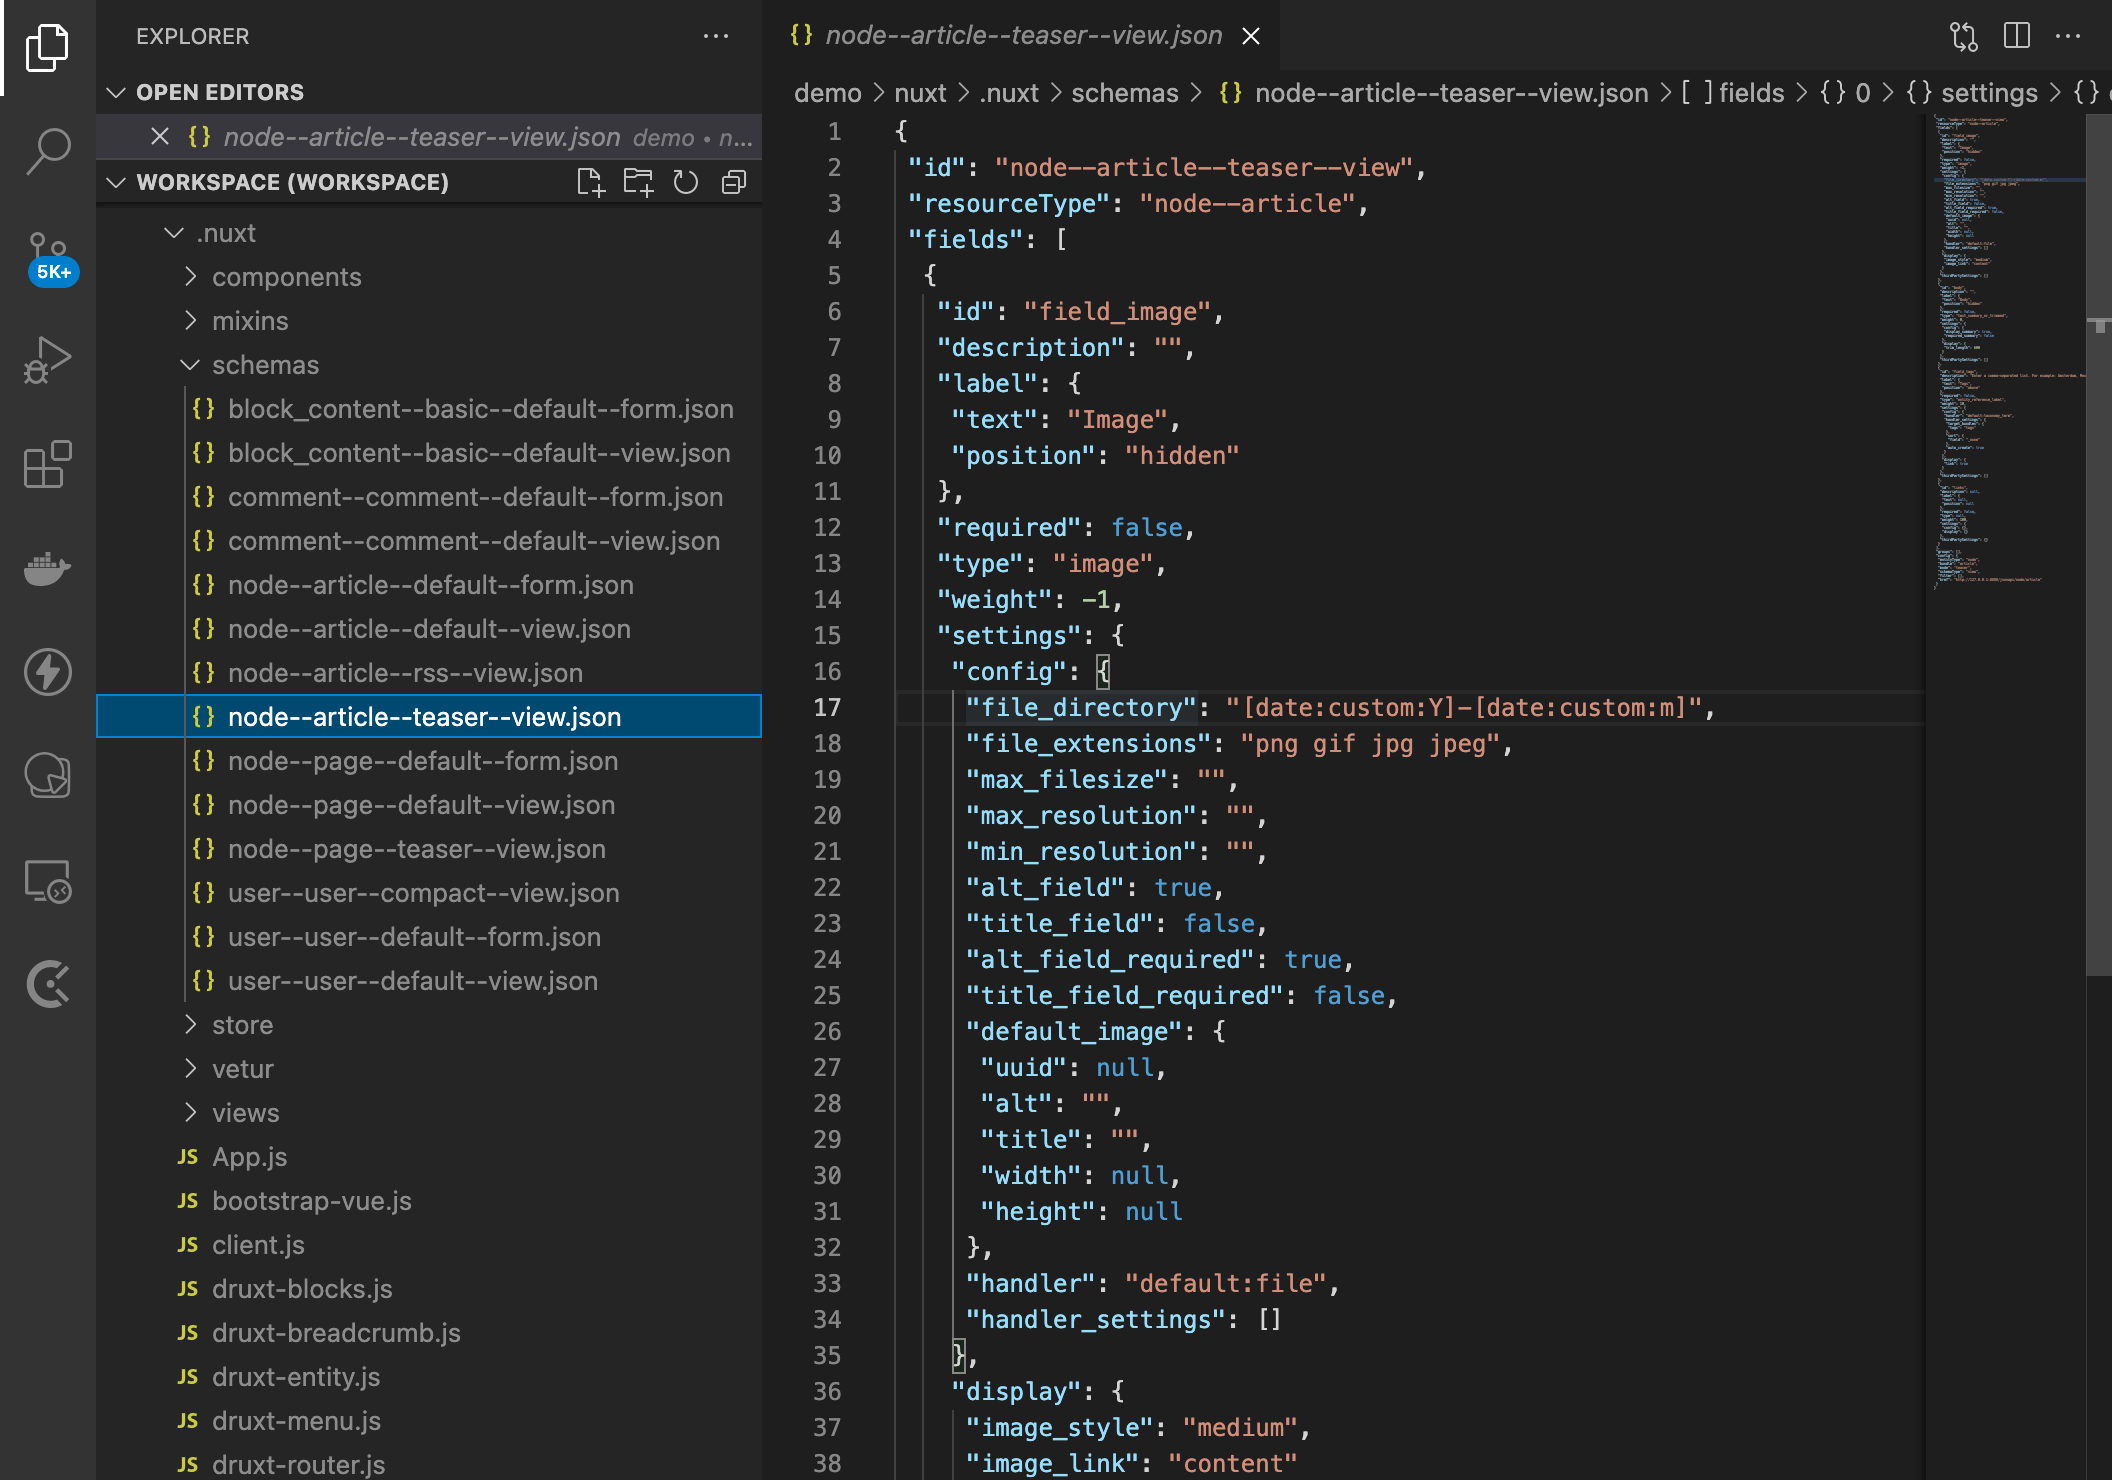 EXPLORER
OPEN EDITORS
node--article--teaser--view.json demo • n...
WORKSPACE (WORKSPACE)
5K+
.nuxt
components
mixins
schemas
block_content--basic--default--form.json
block_content--basic--default--view.json
comment--comment--default--form.json
comment--comment--default--view.json
node--article--default--form.json
node--article--default--view.json
node--article--rss--view.json
node--article--teaser--view.json
node--page--default--form.json
node--page--default--view.json
node--page--teaser--view.json
user--user--compact--view.json
user--user--default--form.json
user--user--default--view.json
store
vetur
views
JS App.js
JS bootstrap-vue.js
JS client.js
JS druxt-blocks.js
JS druxt-breadcrumb.js
JS druxt-entity.js
JS druxt-menu.js
JS druxt-router.js
{} node--article--teaser--view.json
demo > nuxt > .nuxt > schemas > {} node--article--teaser--view.json > [ ] fields > {} 0 > {} settings > {}
1 {
2 "id": "node--article--teaser--view",
3 "resourceType": "node--article",
4 "fields": [
5 {
6 "id": "field_image",
7 "description": "",
8 "label": {
9 "text": "Image",
10 "position": "hidden"
11 },
12 "required": false,
13 "type": "image",
14 "weight": -1,
15 "settings": {
16 "config": {
17 "file_directory": "[date:custom:Y]-[date:custom:m]",
18 "file_extensions": "png gif jpg jpeg",
19 "max_filesize": "",
20 "max_resolution": "",
21 "min_resolution": "",
22 "alt_field": true,
23 "title_field": false,
24 "alt_field_required": true,
25 "title_field_required": false,
26 "default_image": {
27 "uuid": null,
28 "alt": "",
29 "title": "",
30 "width": null,
31 "height": null
32 },
33 "handler": "default:file",
34 "handler_settings": []
35 },
36 "display": {
37 "image_style": "medium",
38 "image_link": "content"